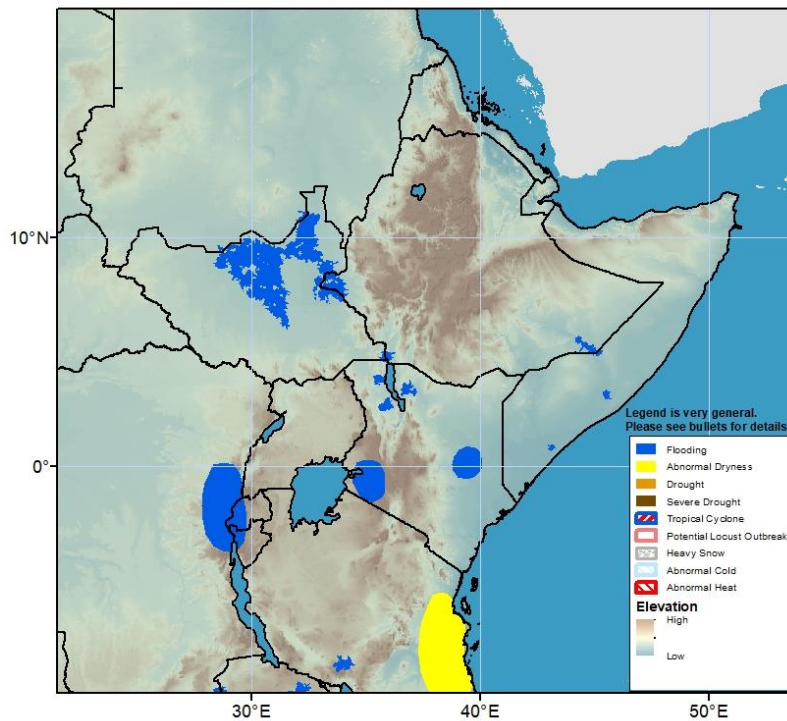 10°N
0°
Legend is very general.
Please see bullets for details
Flooding
Abnormal Dryness
Drought
Severe Drought
Tropical Cyclone
Potential Locust Outbreak
Heavy Snow
Abnormal Cold
Abnormal Heat
Elevation
High
Low
30°E
40°E
50°E